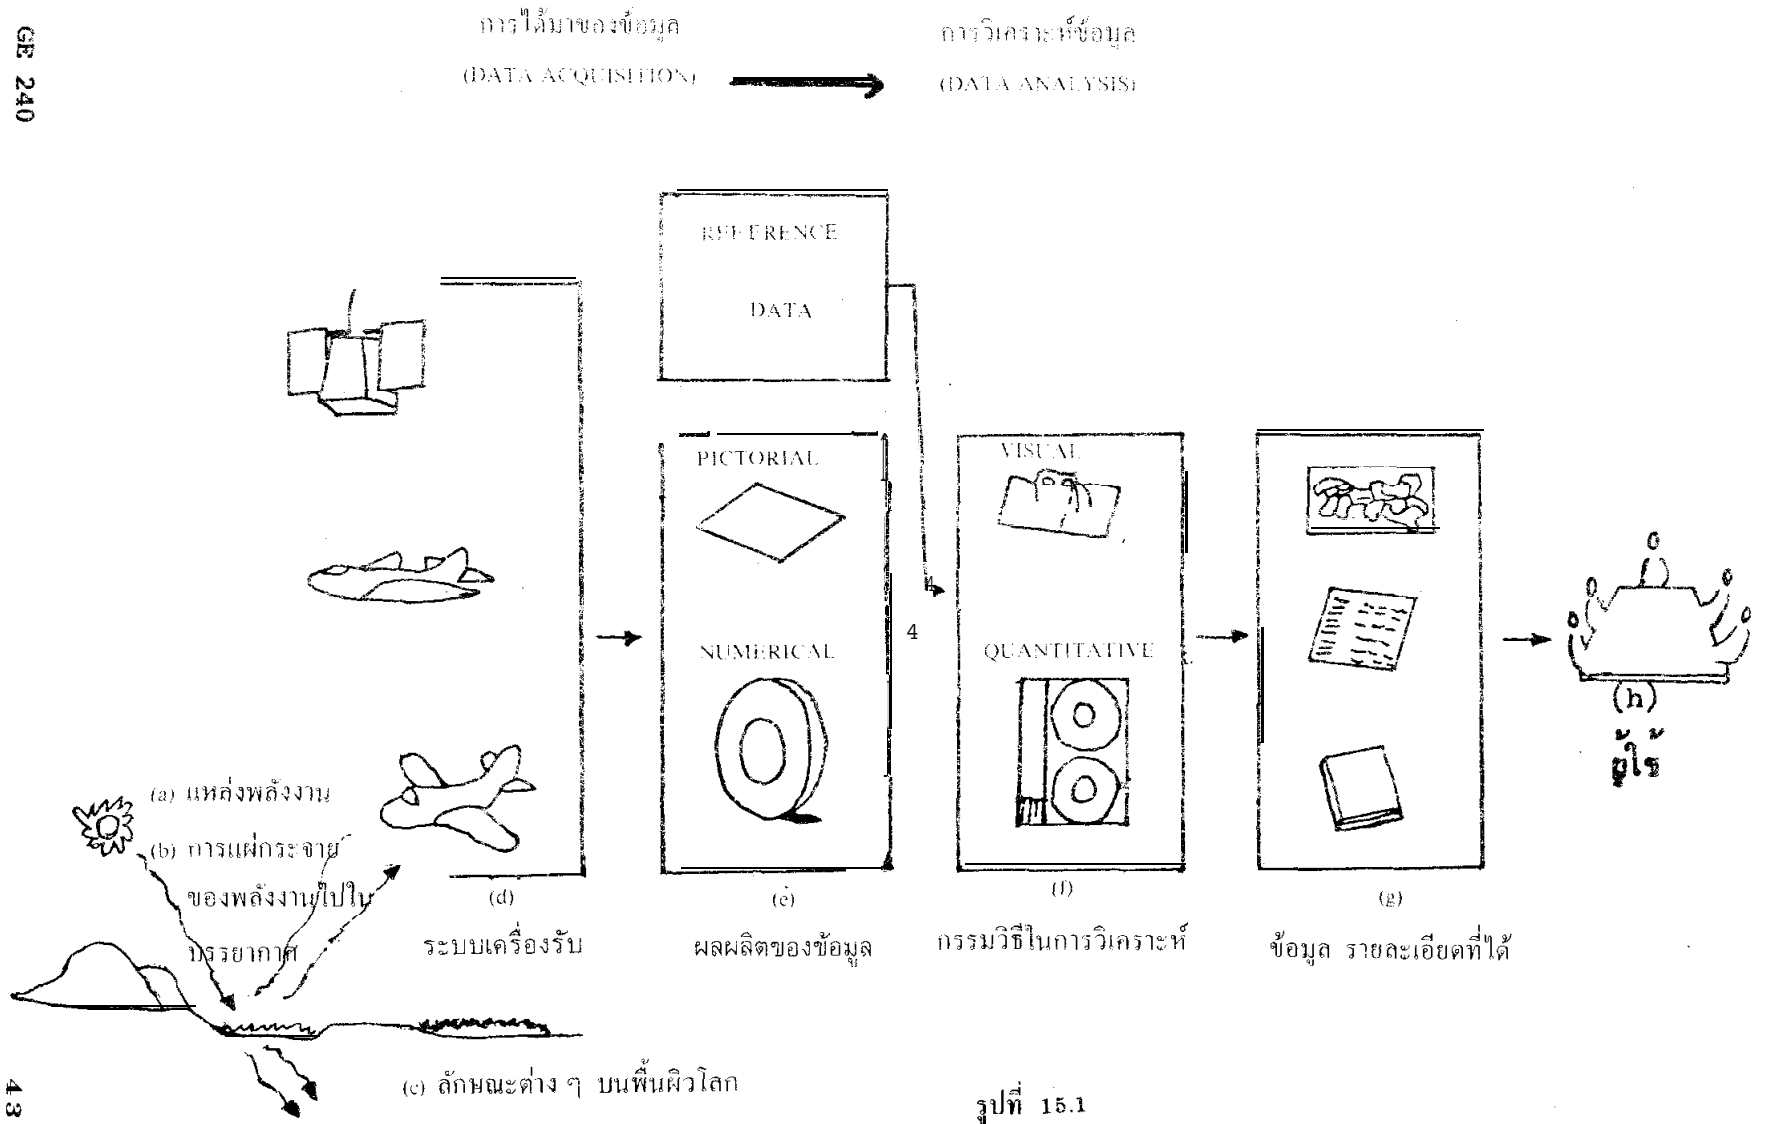 GE 240
การได้มาของข้อมูล
(DATA ACQUISITION)
การวิเคราะห์ข้อมูล
(DATA ANALYSIS)
REFERENCE
DATA
PICTORIAL
NUMERICAL
4
VISUAL
QUANTITATIVE
(a) แหล่งพลังงาน
(b) การแผ่กระจาย
ของพลังงานไปใน
บรรยากาศ
(c) ลักษณะต่าง ๆ บนพื้นผิวโลก
(d)
ระบบเครื่องรับ
(e)
ผลผลิตของข้อมูล
(f)
กรรมวิธีในการวิเคราะห์
(g)
ข้อมูล รายละเอียดที่ได้
(h)
ผู้ใช้
รูปที่ 15.1
43